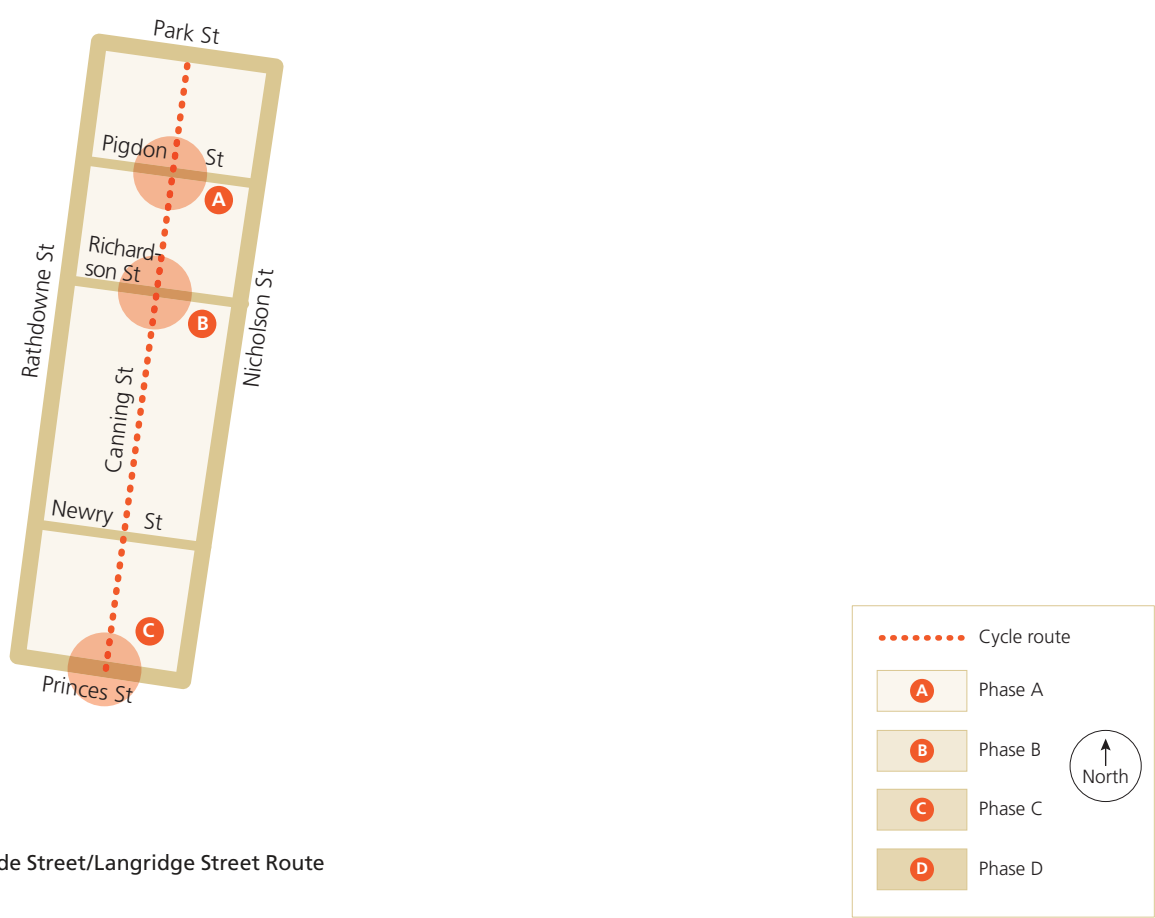 Park St
Pigdon St
A
Richard-
son St
B
Rathdowne St
Nicholson St
Canning St
Newry St
C
Princes St
Cycle route
A Phase A
B Phase B
North
C Phase C
D Phase D
de Street/Langridge Street Route